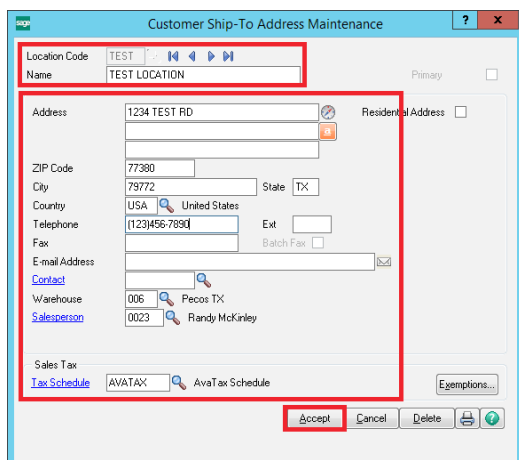 sage Customer Ship-To Address Maintenance ? x
Location Code TEST
Name TEST LOCATION Primary
Address 1234 TEST RD Residential Address
ZIP Code 77380
City 79772 State TX
Country USA United States
Telephone (123)456-7890 Ext
Fax Batch Fax
E-mail Address
Contact
Warehouse 006 Pecos TX
Salesperson 0023 Randy McKinley
Sales Tax
Tax Schedule AVATAX AvaTax Schedule Exemptions...
Accept Cancel Delete ?